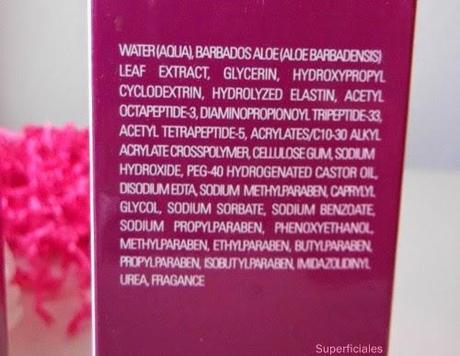 WATER (AQUA), BARBADOS ALOE (ALOE BARBADENSIS)
LEAF EXTRACT, GLYCERIN, HYDROXYPROPYL
CYCLODEXTRIN, HYDROLYZED ELASTIN, ACETYL
OCTAPEPTIDE-3, DIAMINOPROPIONYL TRIPEPTIDE-33,
ACETYL TETRAPEPTIDE-5, ACRYLATES/C10-30 ALKYL
ACRYLATE CROSSPOLYMER, CELLULOSE GUM, SODIUM
HYDROXIDE, PEG-40 HYDROGENATED CASTOR OIL,
DISODIUM EDTA, SODIUM METHYLPARABEN, CAPRYLYL
GLYCOL, SODIUM SORBATE, SODIUM BENZOATE,
SODIUM PROPYLPARABEN, PHENOXYETHANOL,
METHYLPARABEN, ETHYLPARABEN, BUTYLPARABEN,
PROPYLPARABEN, ISOBUTYLPARABEN, IMIDAZOLIDINYL
UREA, FRAGANCE
Superficiales